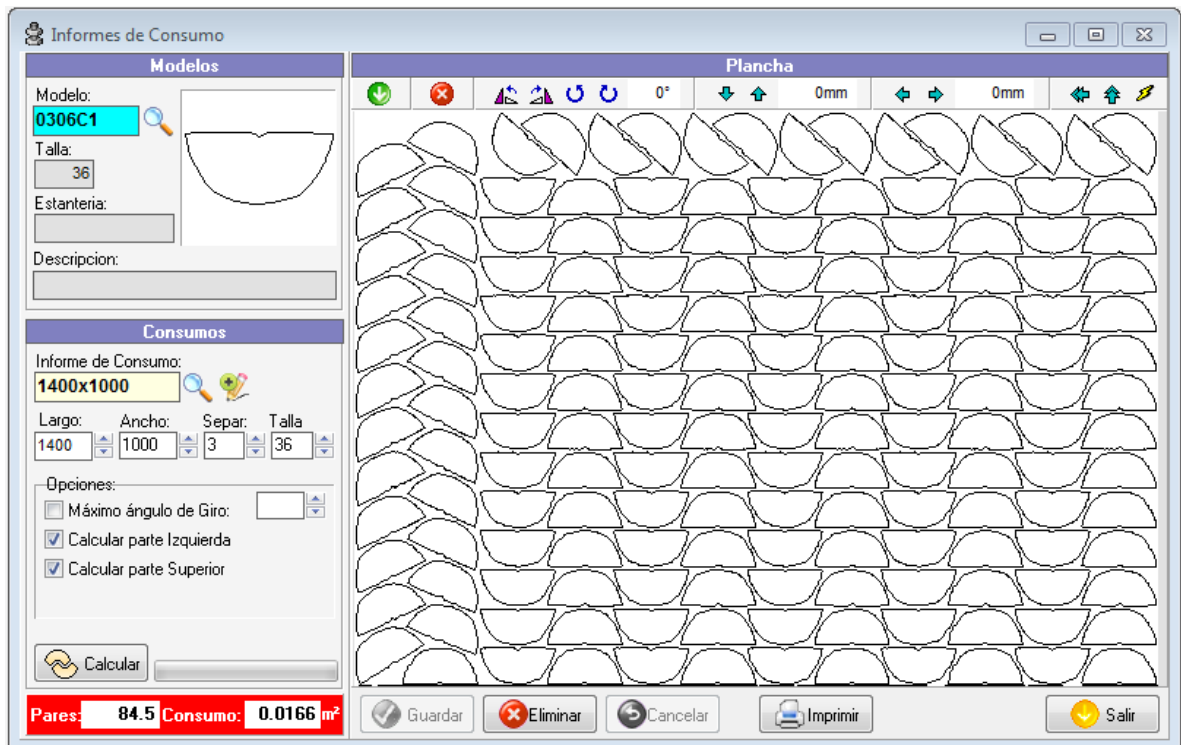 Informes de Consumo
Modelos
Modelo:
0306C1
Talla:
36
Estanteria:
Descripcion:
Consumos
Informe de Consumo:
1400x1000
Largo: Ancho: Separ: Talla
1400 1000 3 36
Opciones:
Máximo ángulo de Giro:
Calcular parte Izquierda
Calcular parte Superior
Calcular
Pares: 84.5 Consumo: 0.0166 m²
Plancha
0° 0mm 0mm
Guardar Eliminar Cancelar Imprimir Salir